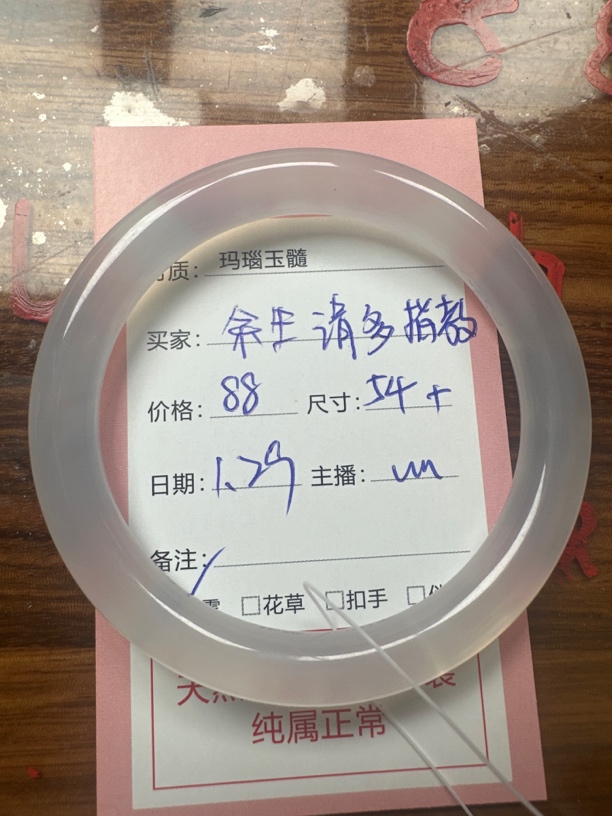 质: 玛瑙玉髓
买家: 余生请多指教
价格: 88 尺寸: 54+
日期: 1.29 主播:
备注:
□花草 □扣手 □
天
纯属正常